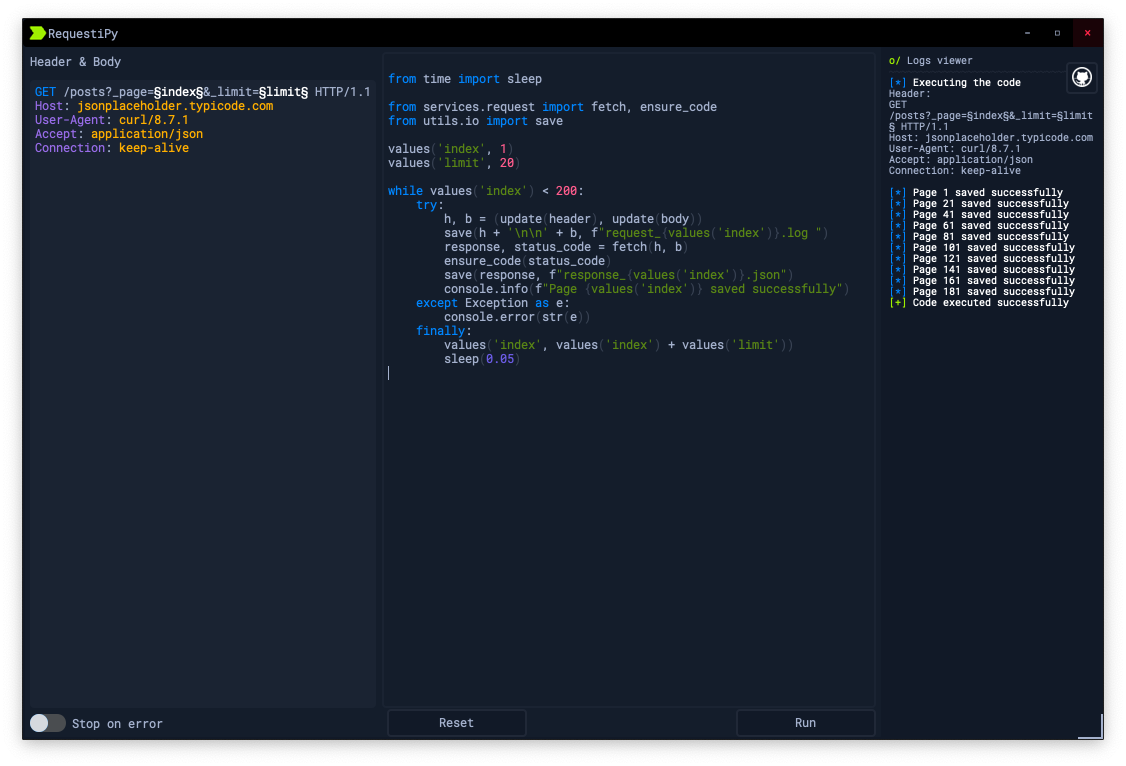 RequestiPy
Header & Body
GET /posts?_page=§index§&_limit=§limit§ HTTP/1.1
Host: jsonplaceholder.typicode.com
User-Agent: curl/8.7.1
Accept: application/json
Connection: keep-alive
from time import sleep
from services.request import fetch, ensure_code
from utils.io import save
values('index', 1)
values('limit', 20)
while values('index') < 200:
    try:
        h, b = (update(header), update(body))
        save(h + '\n\n' + b, f"request_{values('index')}.log ")
        response, status_code = fetch(h, b)
        ensure_code(status_code)
        save(response, f"response_{values('index')}.json")
        console.info(f"Page {values('index')} saved successfully")
    except Exception as e:
        console.error(str(e))
    finally:
        values('index', values('index') + values('limit'))
        sleep(0.05)
o/ Logs viewer
[*] Executing the code
Header:
GET
/posts?_page=§index§&_limit=§limit
§ HTTP/1.1
Host: jsonplaceholder.typicode.com
User-Agent: curl/8.7.1
Accept: application/json
Connection: keep-alive
[*] Page 1 saved successfully
[*] Page 21 saved successfully
[*] Page 41 saved successfully
[*] Page 61 saved successfully
[*] Page 81 saved successfully
[*] Page 101 saved successfully
[*] Page 121 saved successfully
[*] Page 141 saved successfully
[*] Page 161 saved successfully
[*] Page 181 saved successfully
[+] Code executed successfully
Stop on error
Reset
Run